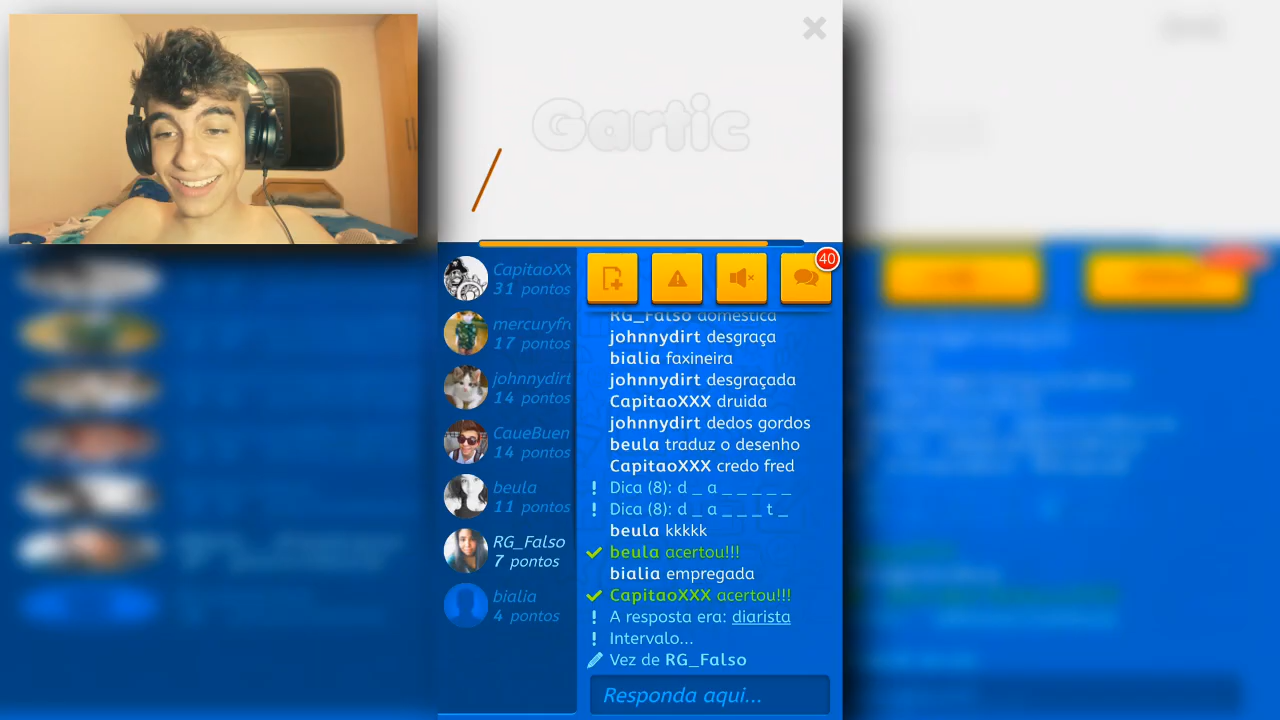 Gartic
40
CapitaoXX
31 pontos
mercuryfr
17 pontos
johnnydirt
14 pontos
CaueBuen
14 pontos
beula
11 pontos
RG_Falso
7 pontos
bialia
4 pontos
RG_Falso domestica
johnnydirt desgraça
bialia faxineira
johnnydirt desgraçada
CapitaoXXX druida
johnnydirt dedos gordos
beula traduz o desenho
CapitaoXXX credo fred
! Dica (8): d _ a _ _ _ _ _
! Dica (8): d _ a _ _ _ t _
beula kkkkk
beula acertou!!!
bialia empregada
CapitaoXXX acertou!!!
! A resposta era: diarista
! Intervalo...
Vez de RG_Falso
Responda aqui...